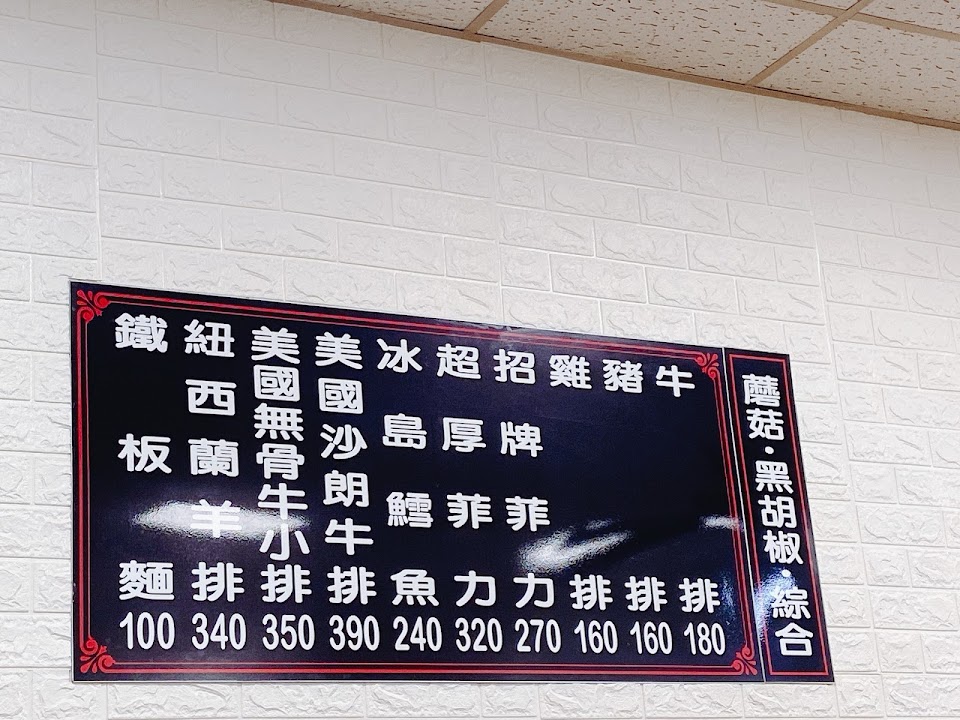 蘑菇·黑胡椒·綜合
牛排 180
豬排 160
雞排 160
招牌菲力 270
超厚菲力 320
冰島鱈魚 240
美國沙朗牛排 390
美國無骨牛小排 350
紐西蘭羊排 340
鐵板麵 100